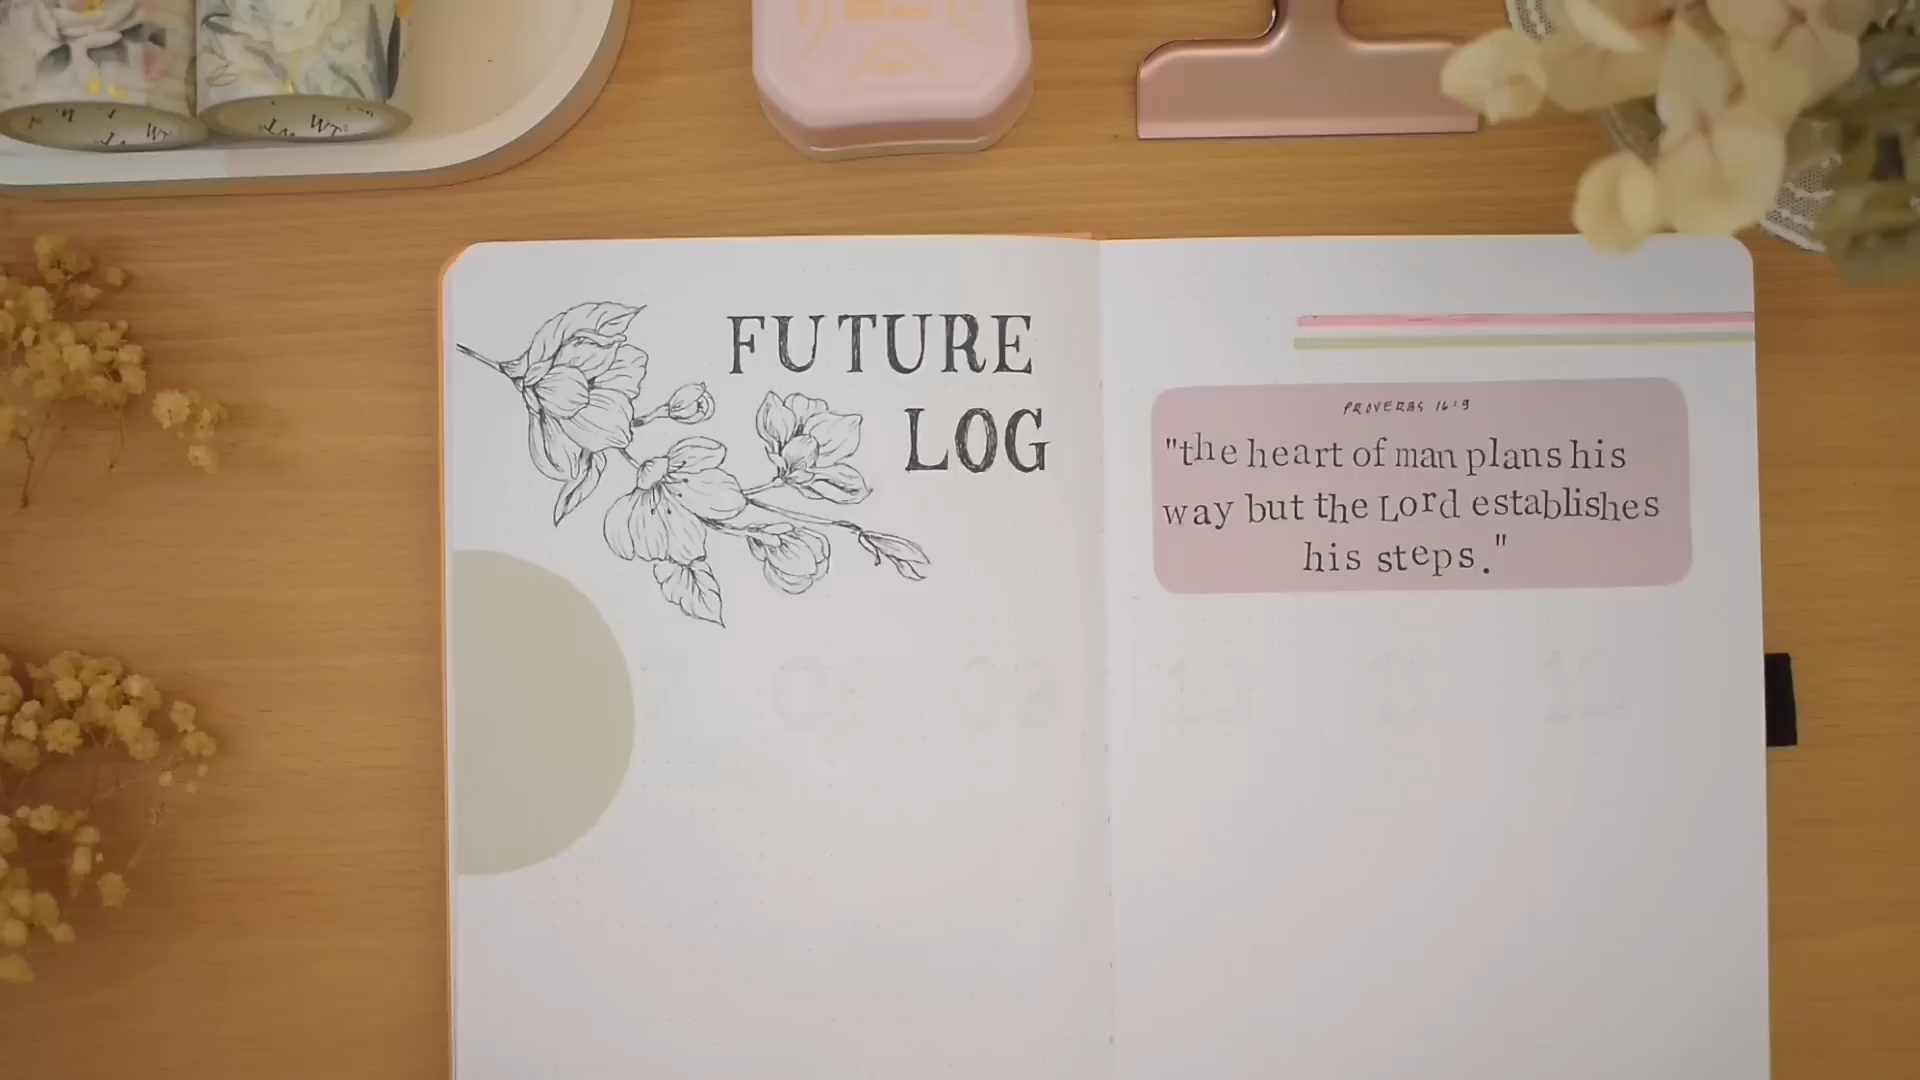 FUTURE
LOG
PROVERBS 16:9
"the heart of man plans his
way but the Lord establishes
his steps."